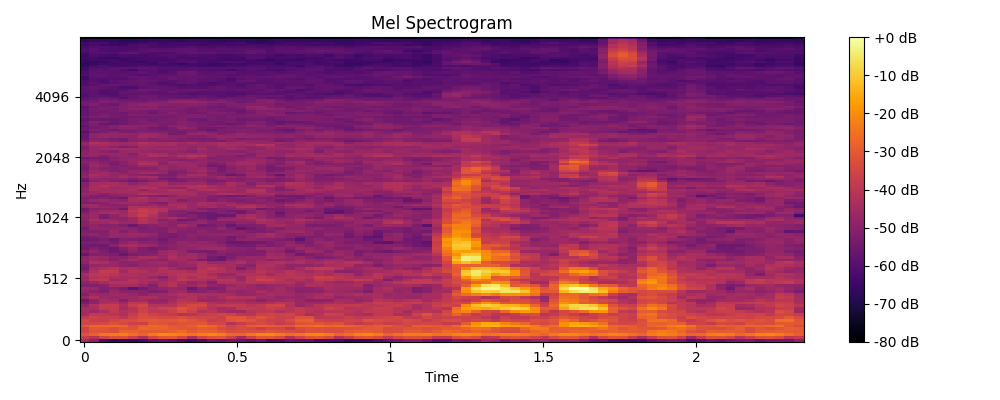 Mel Spectrogram
+0 dB
-10 dB
-20 dB
-30 dB
-40 dB
-50 dB
-60 dB
-70 dB
-80 dB
4096
2048
1024
512
0
Hz
0
0.5
1
1.5
2
Time